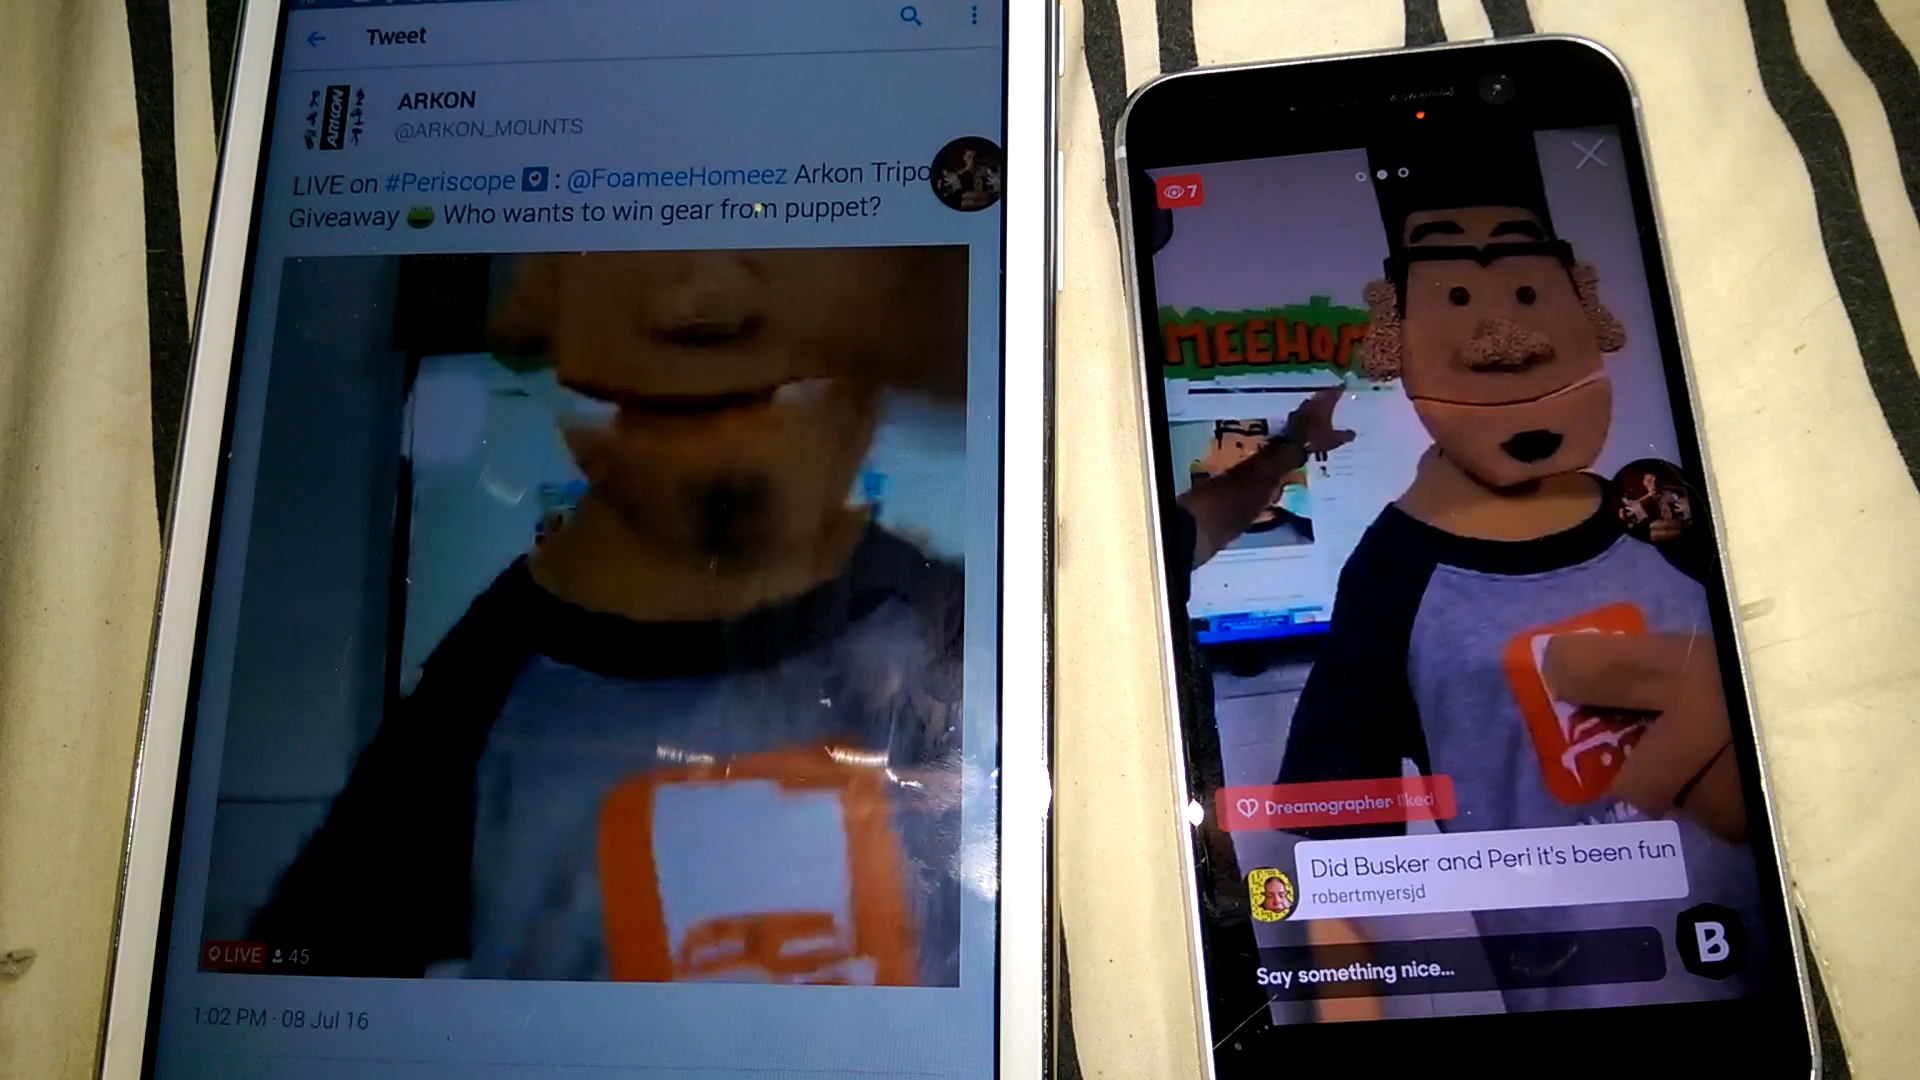 Tweet
ARKON
ARKON
@ARKON_MOUNTS
LIVE on #Periscope : @FoameeHomeez Arkon Tripo
Giveaway Who wants to win gear from puppet?
LIVE 45
1:02 PM · 08 Jul 16
7
MEEHOM
Dreamographer liked
Did Busker and Peri it's been fun
robertmyersjd
Say something nice...
B